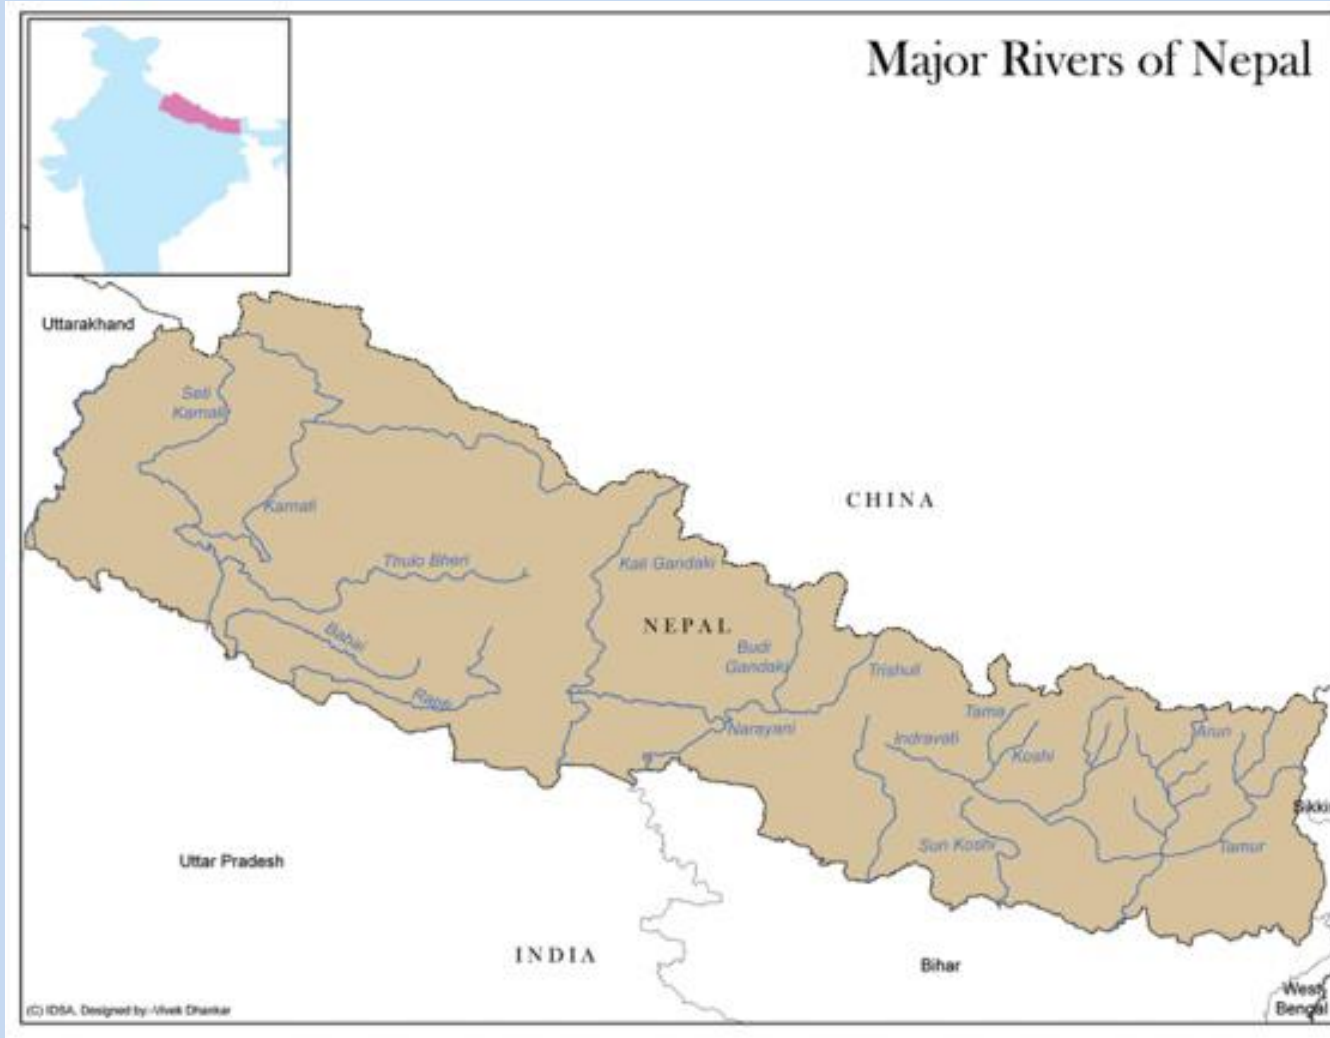 Major Rivers of Nepal
Uttarakhand
Seti
Karnali
CHINA
Karnali
Thulo Bheri
Kali Gandaki
NEPAL
Babai
Budi
Gandaki
Trishuli
Rapti
Tama
Narayani
Indravati
Arun
Koshi
Sikki
Sun Koshi
Tamur
Uttar Pradesh
INDIA
Bihar
West
Bengal
(C) IDSA, Designed by:-Vivek Dhankar